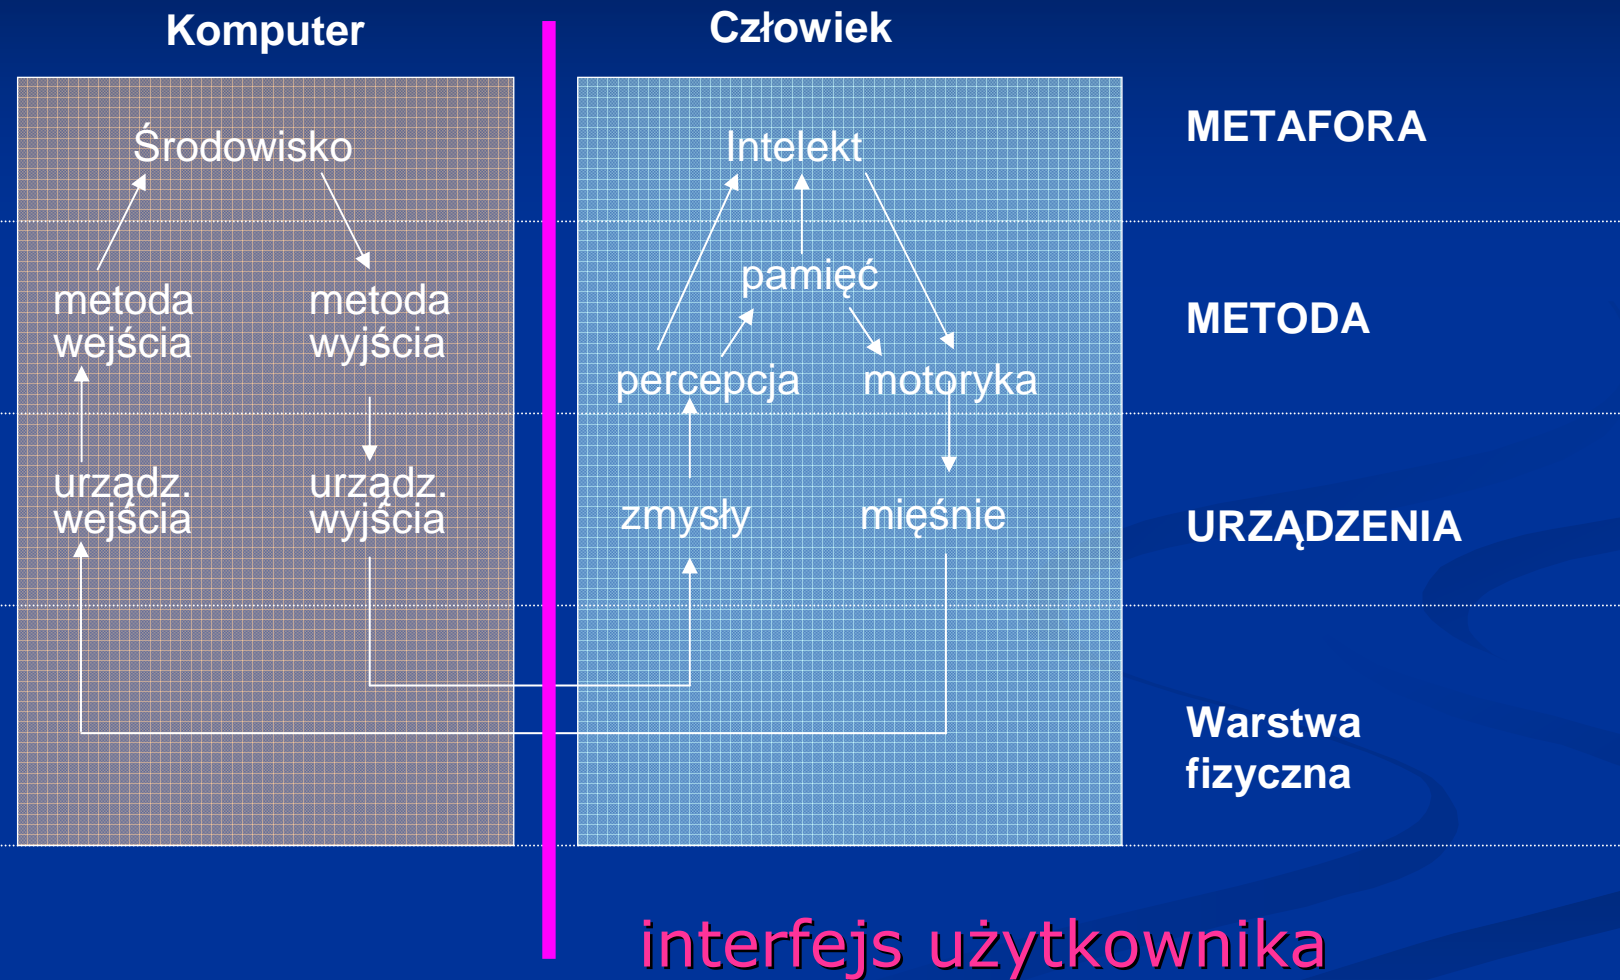 Komputer
Człowiek
Środowisko
Intelekt
METAFORA
metoda
wejścia
metoda
wyjścia
pamięć
percepcja
motoryka
METODA
urządz.
wejścia
urządz.
wyjścia
zmysły
mięśnie
URZĄDZENIA
Warstwa
fizyczna
interfejs użytkownika